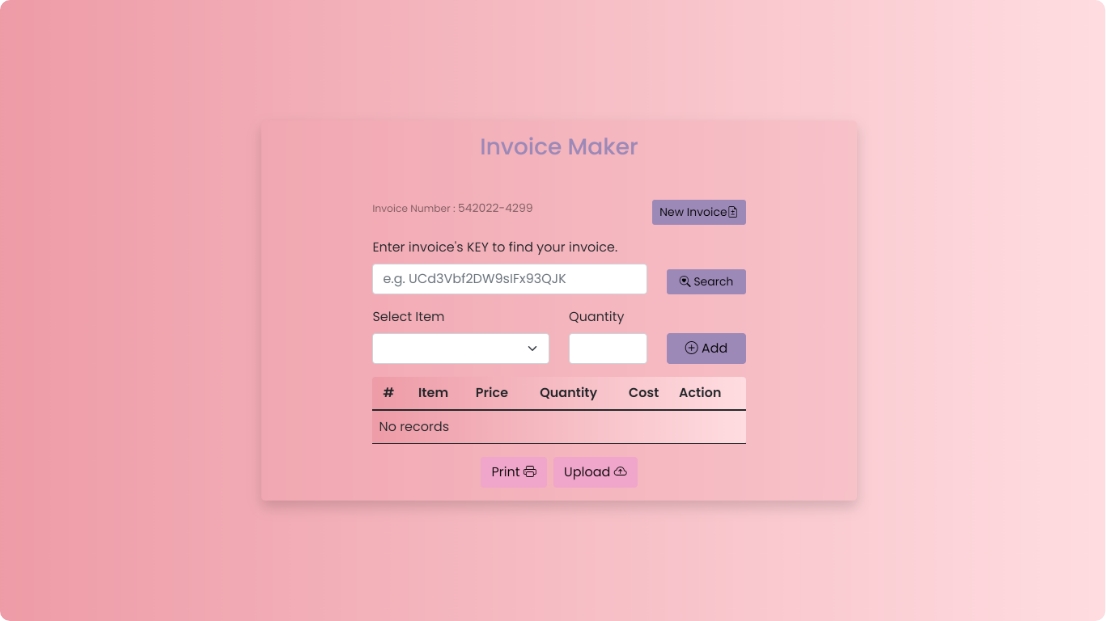 Invoice Maker
Invoice Number : 542022-4299
New Invoice
Enter invoice's KEY to find your invoice.
e.g. UCd3Vbf2DW9sIFx93QJK
Search
Select Item
Quantity
Add
# Item Price Quantity Cost Action
No records
Print
Upload